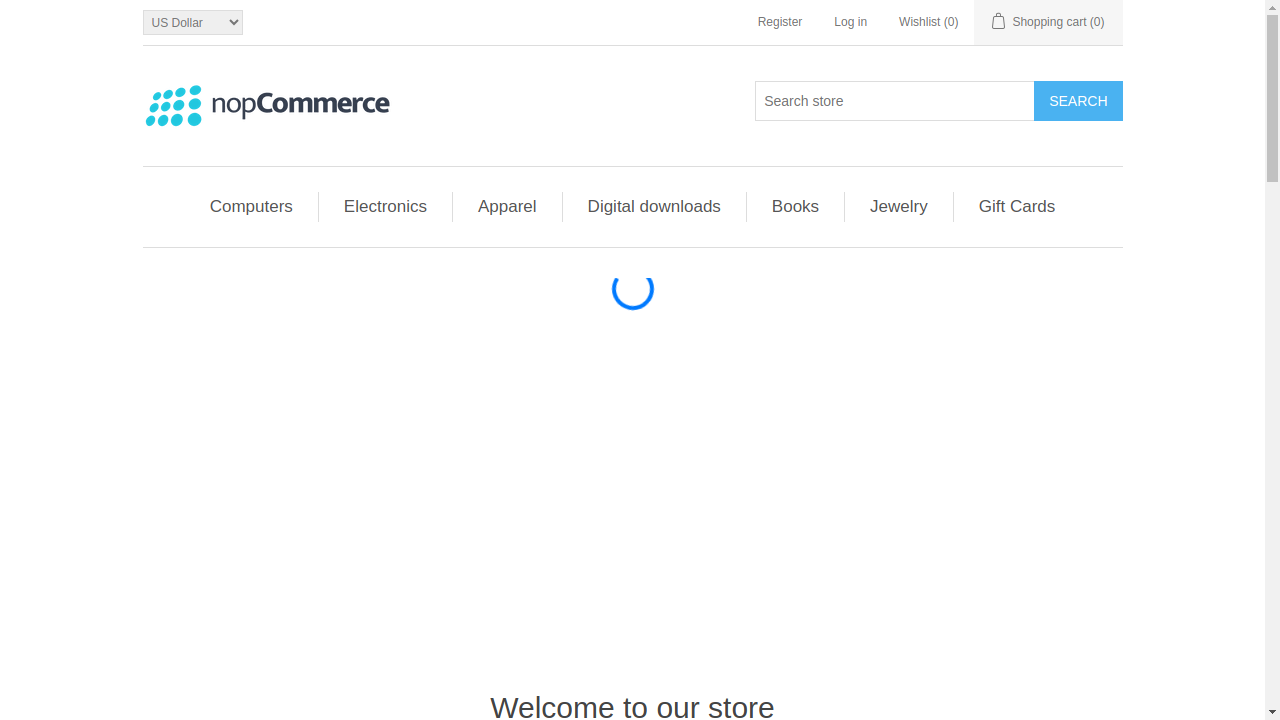 US Dollar
Register
Log in
Wishlist (0)
Shopping cart (0)
nopCommerce
Search store
SEARCH
Computers
Electronics
Apparel
Digital downloads
Books
Jewelry
Gift Cards
Welcome to our store